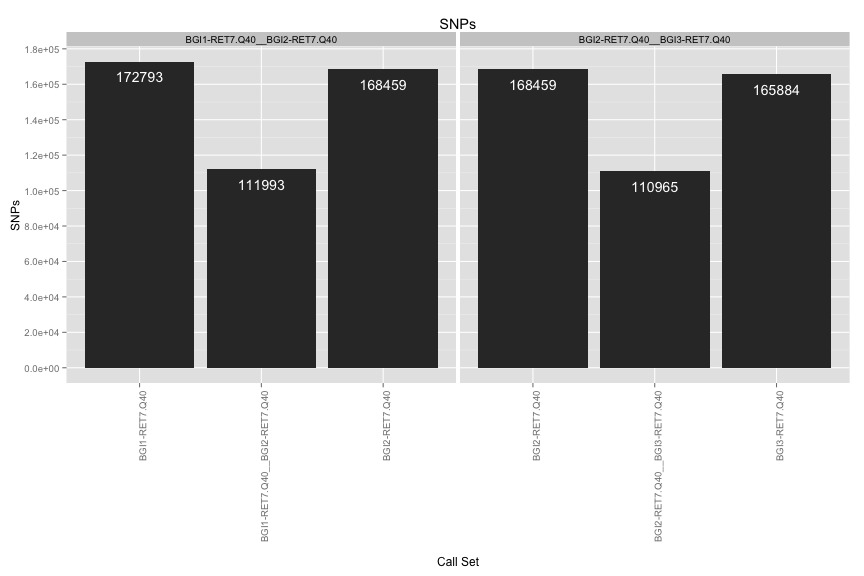 SNPs
BGI1-RET7.Q40__BGI2-RET7.Q40
BGI2-RET7.Q40__BGI3-RET7.Q40
1.8e+05
1.6e+05
1.4e+05
1.2e+05
1.0e+05
8.0e+04
6.0e+04
4.0e+04
2.0e+04
0.0e+00
SNPs
172793
111993
168459
168459
110965
165884
BGI1-RET7.Q40
BGI1-RET7.Q40__BGI2-RET7.Q40
BGI2-RET7.Q40
BGI2-RET7.Q40
BGI2-RET7.Q40__BGI3-RET7.Q40
BGI3-RET7.Q40
Call Set